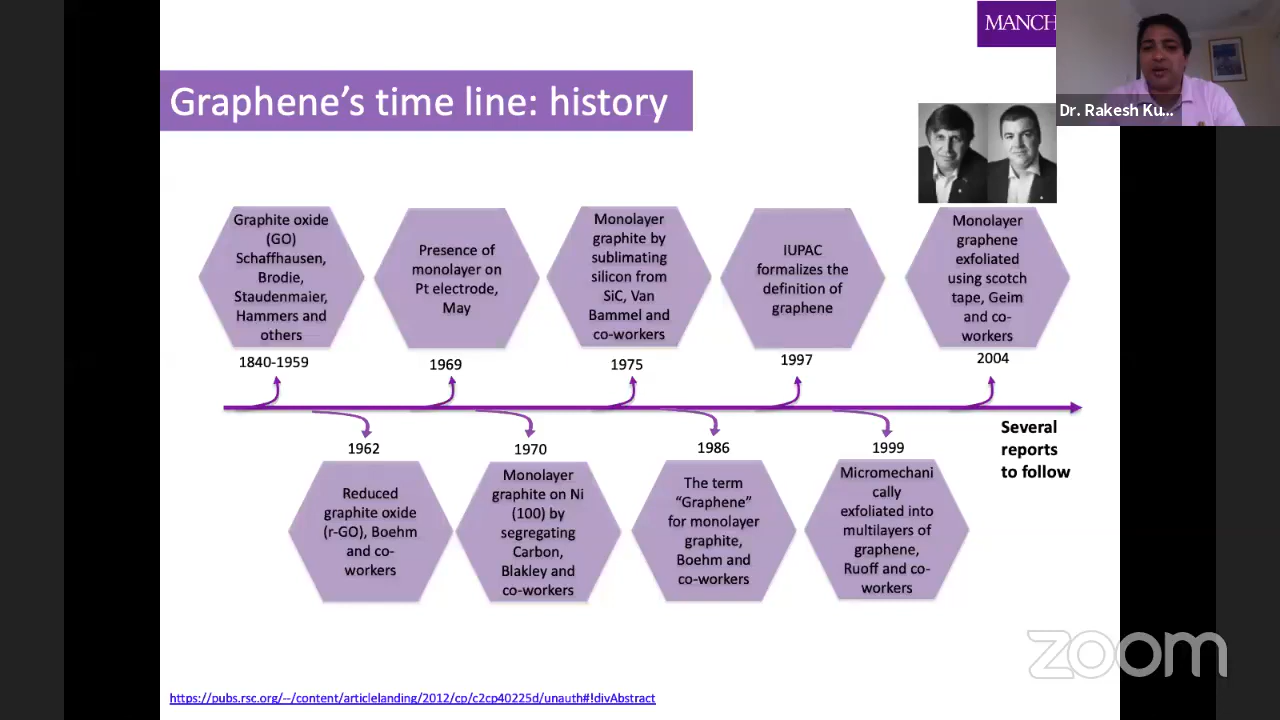 MANCH
Dr. Rakesh Ku...
Graphene's time line: history
Graphite oxide
(GO)
Schaffhausen,
Brodie,
Staudenmaier,
Hammers and
others
1840-1959
Presence of
monolayer on
Pt electrode,
May
1969
Monolayer
graphite by
sublimating
silicon from
SiC, Van
Bammel and
co-workers
1975
IUPAC
formalizes the
definition of
graphene
1997
Monolayer
graphene
exfoliated
using scotch
tape, Geim
and co-
workers
2004
1962
Reduced
graphite oxide
(r-GO), Boehm
and co-
workers
1970
Monolayer
graphite on Ni
(100) by
segregating
Carbon,
Blakley and
co-workers
1986
The term
“Graphene”
for monolayer
graphite,
Boehm and
co-workers
1999
Micromechani
cally
exfoliated into
multilayers of
graphene,
Ruoff and co-
workers
Several
reports
to follow
https://pubs.rsc.org/--/content/articlelanding/2012/cp/c2cp40225d/unauth#!divAbstract
zoom